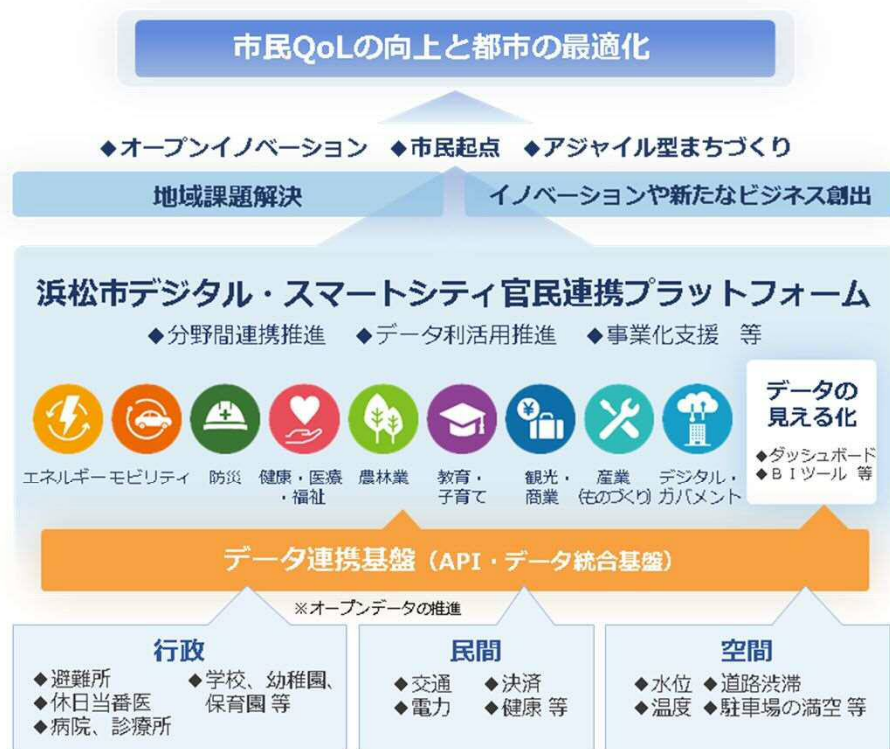 市民QoLの向上と都市の最適化
◆オープンイノベーション ◆市民起点 ◆アジャイル型まちづくり
地域課題解決
イノベーションや新たなビジネス創出
浜松市デジタル・スマートシティ官民連携プラットフォーム
◆分野間連携推進 ◆データ利活用推進 ◆事業化支援 等
エネルギー
モビリティ
防災
健康・医療
・福祉
農林業
教育・
子育て
観光・
商業
産業
(ものづくり)
デジタル・
ガバメント
データの
見える化
◆ダッシュボード
◆BIツール 等
データ連携基盤（API・データ統合基盤）
※オープンデータの推進
行政
◆避難所
◆休日当番医
◆病院、診療所
◆学校、幼稚園、
保育園 等
民間
◆交通 ◆決済
◆電力 ◆健康 等
空間
◆水位 ◆道路渋滞
◆温度 ◆駐車場の満空 等